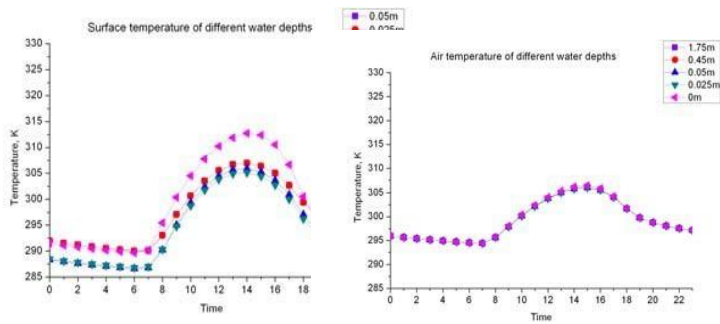 Surface temperature of different water depths
0.05m
0.025m
330
325
320
315
310
305
300
295
290
285
Temperature, K
0 2 4 6 8 10 12 14 16 18
Time
Air temperature of different water depths
1.75m
0.45m
0.05m
0.025m
0m
330
325
320
315
310
305
300
295
290
285
Temperature, K
0 2 4 6 8 10 12 14 16 18 20 22
Time